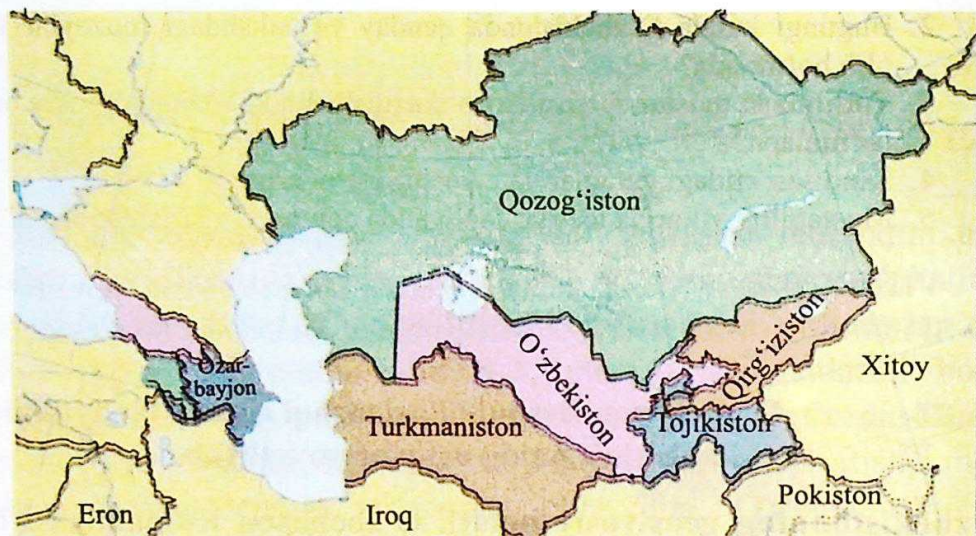 Qozog‘iston
O‘zbekiston
Qirg‘iziston
Xitoy
Ozar-
bayjon
Turkmaniston
Tojikiston
Eron
Iroq
Pokiston